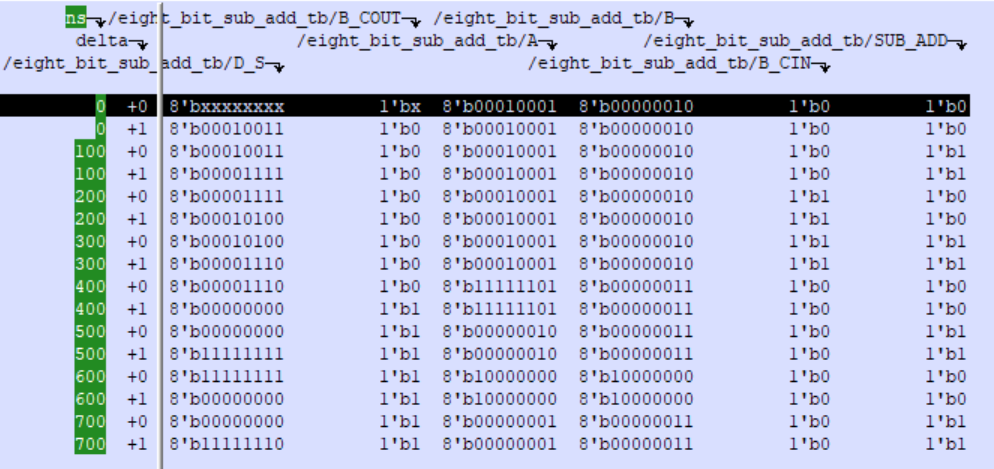 ns /eight_bit_sub_add_tb/B_COUT /eight_bit_sub_add_tb/B
delta /eight_bit_sub_add_tb/A /eight_bit_sub_add_tb/SUB_ADD
/eight_bit_sub_add_tb/D_S /eight_bit_sub_add_tb/B_CIN
0 +0 8'bxxxxxxxx 1'bx 8'b00010001 8'b00000010 1'b0 1'b0
0 +1 8'b00010011 1'b0 8'b00010001 8'b00000010 1'b0 1'b0
100 +0 8'b00010011 1'b0 8'b00010001 8'b00000010 1'b0 1'b1
100 +1 8'b00001111 1'b0 8'b00010001 8'b00000010 1'b0 1'b1
200 +0 8'b00001111 1'b0 8'b00010001 8'b00000010 1'b1 1'b0
200 +1 8'b00010100 1'b0 8'b00010001 8'b00000010 1'b1 1'b0
300 +0 8'b00010100 1'b0 8'b00010001 8'b00000010 1'b1 1'b1
300 +1 8'b00001110 1'b0 8'b00010001 8'b00000010 1'b1 1'b1
400 +0 8'b00001110 1'b0 8'b11111101 8'b00000011 1'b0 1'b0
400 +1 8'b00000000 1'b1 8'b11111101 8'b00000011 1'b0 1'b0
500 +0 8'b00000000 1'b1 8'b00000010 8'b00000011 1'b0 1'b1
500 +1 8'b11111111 1'b1 8'b00000010 8'b00000011 1'b0 1'b1
600 +0 8'b11111111 1'b1 8'b10000000 8'b10000000 1'b0 1'b0
600 +1 8'b00000000 1'b1 8'b10000000 8'b10000000 1'b0 1'b0
700 +0 8'b00000000 1'b1 8'b00000001 8'b00000011 1'b0 1'b1
700 +1 8'b11111110 1'b1 8'b00000001 8'b00000011 1'b0 1'b1